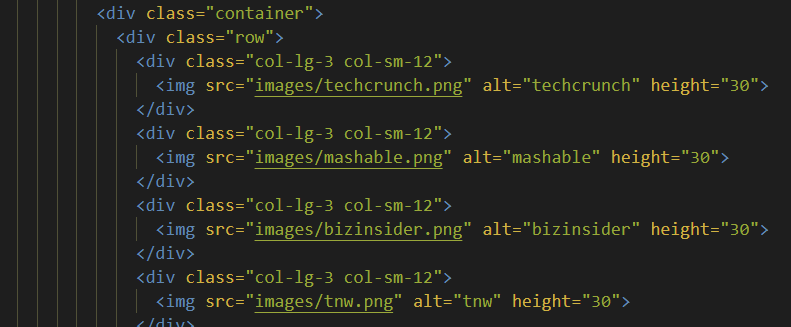 <div class="container">
<div class="row">
<div class="col-lg-3 col-sm-12">
<img src="images/techcrunch.png" alt="techcrunch" height="30">
</div>
<div class="col-lg-3 col-sm-12">
<img src="images/mashable.png" alt="mashable" height="30">
</div>
<div class="col-lg-3 col-sm-12">
<img src="images/bizinsider.png" alt="bizinsider" height="30">
</div>
<div class="col-lg-3 col-sm-12">
<img src="images/tnw.png" alt="tnw" height="30">
</div>